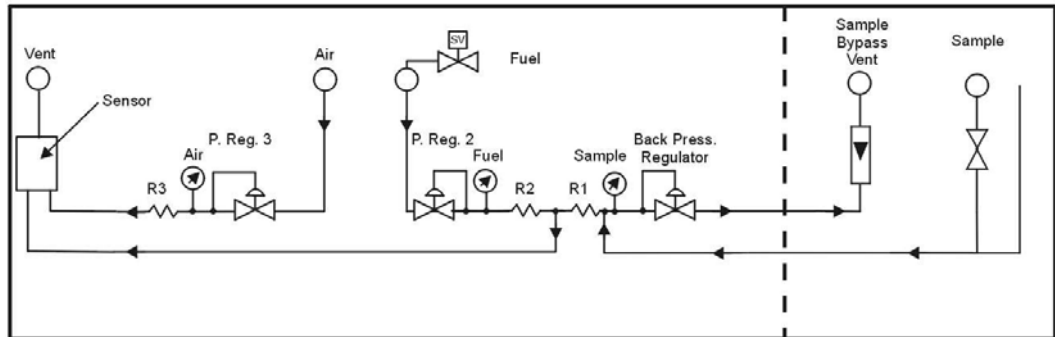 Vent
Sensor
Air
SV
Fuel
Sample
Bypass
Vent
Sample
P. Reg. 3
Air
R3
P. Reg. 2
Fuel
R2
R1
Sample
Back Press.
Regulator